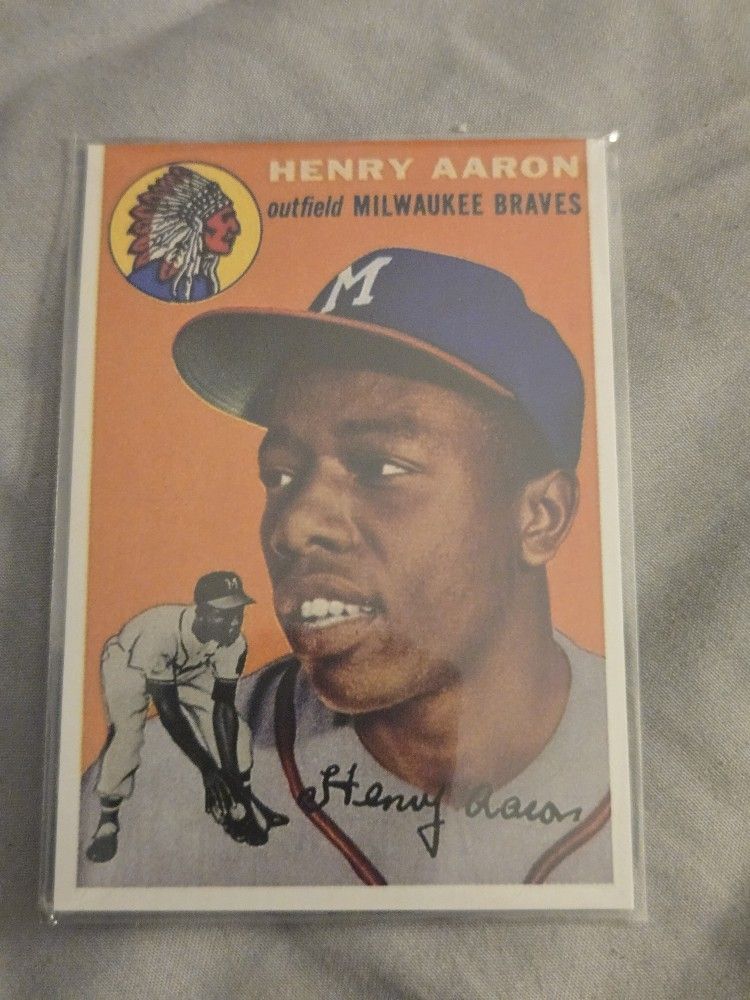 HENRY AARON
outfield MILWAUKEE BRAVES
M
M
Henry Aaron